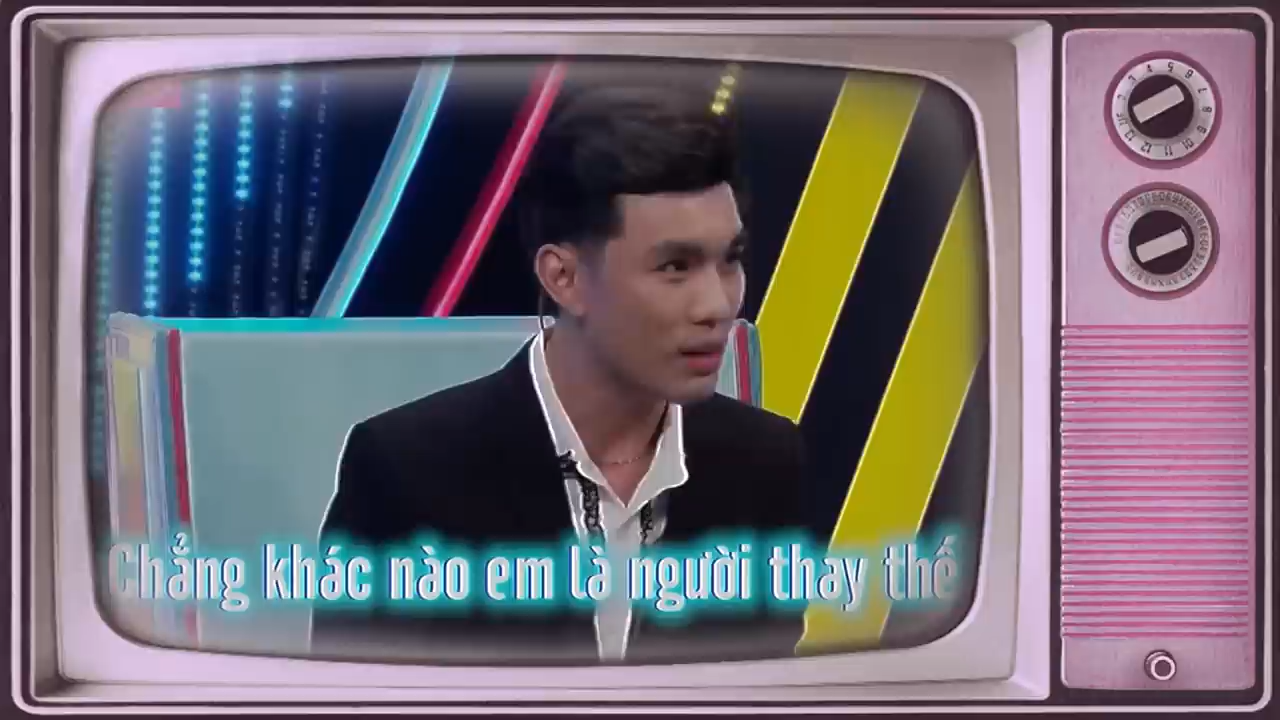 Chẳng khác nào em là người thay thế